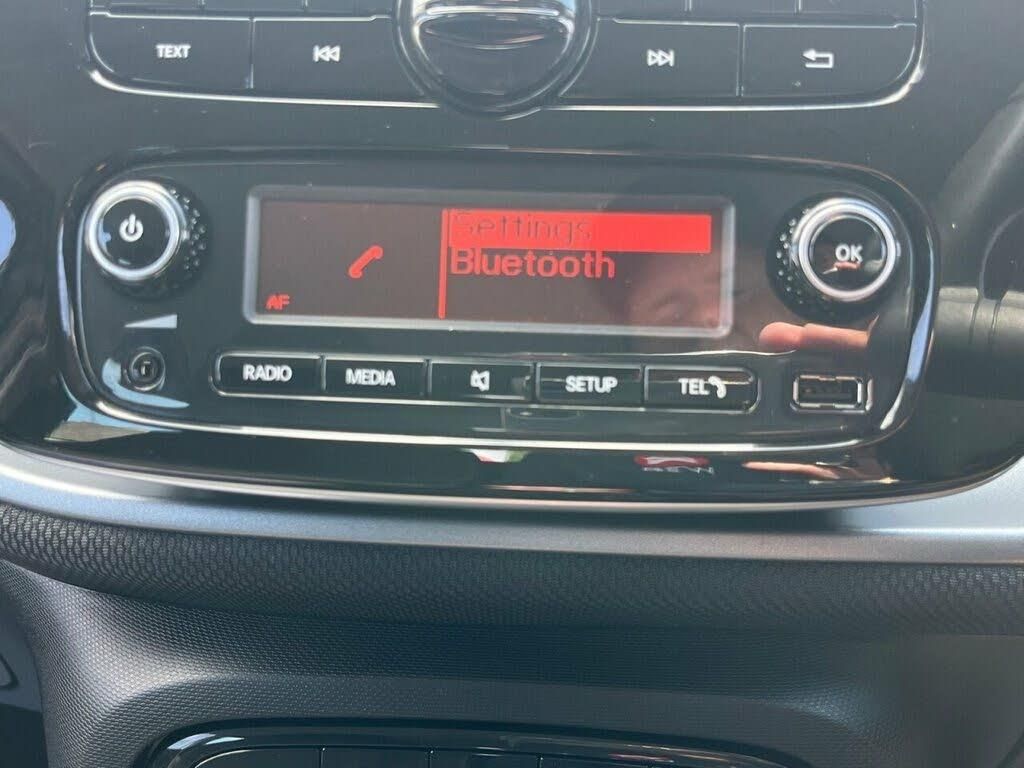 TEXT
Settings
Bluetooth
OK
AF
RADIO
MEDIA
SETUP
TEL